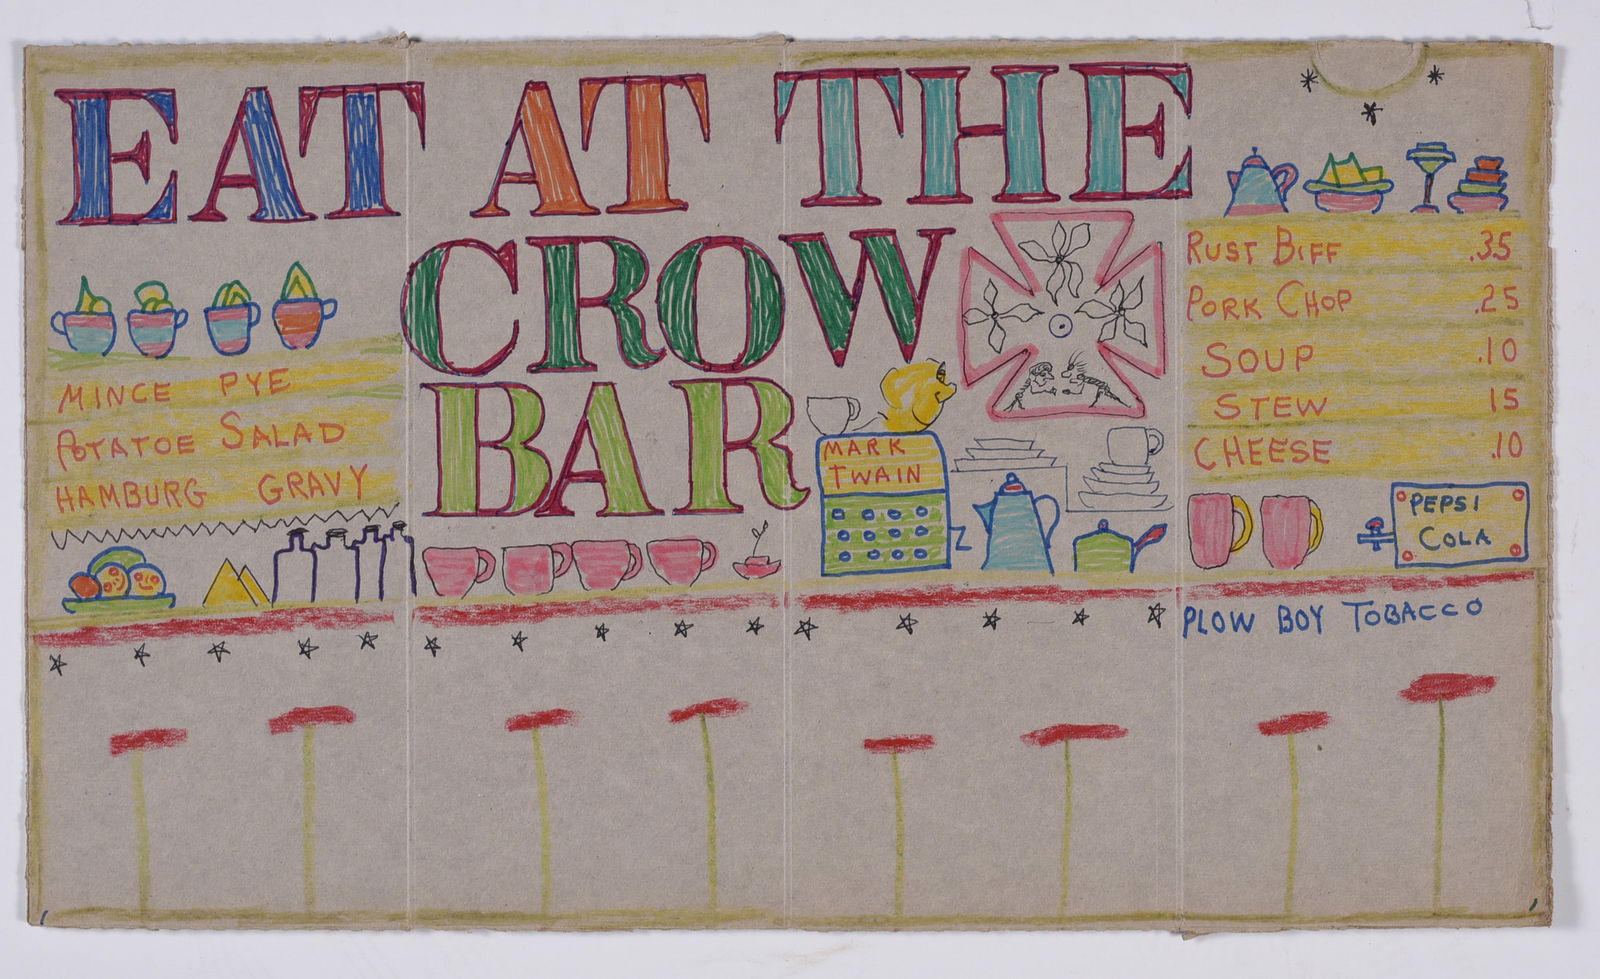 EAT AT THE
CROW
BAR
MINCE PYE
POTATOE SALAD
HAMBURG GRAVY
MARK
TWAIN
RUST BIFF .35
PORK CHOP .25
SOUP .10
STEW 15
CHEESE .10
PEPSI
COLA
PLOW BOY TOBACCO